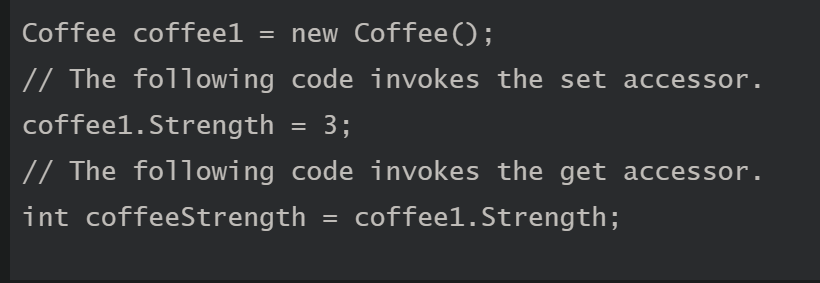 Coffee coffee1 = new Coffee();
// The following code invokes the set accessor.
coffee1.Strength = 3;
// The following code invokes the get accessor.
int coffeeStrength = coffee1.Strength;